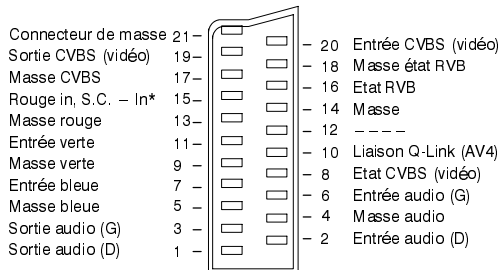 Connecteur de masse 21 –
Sortie CVBS (vidéo) 19 –
Masse CVBS 17 –
Rouge in, S.C. – In* 15 –
Masse rouge 13 –
Entrée verte 11 –
Masse verte 9 –
Entrée bleue 7 –
Masse bleue 5 –
Sortie audio (G) 3 –
Sortie audio (D) 1 –
– 20 Entrée CVBS (vidéo)
– 18 Masse état RVB
– 16 Etat RVB
– 14 Masse
– 12 – – – –
– 10 Liaison Q-Link (AV4)
– 8 Etat CVBS (vidéo)
– 6 Entrée audio (G)
– 4 Masse audio
– 2 Entrée audio (D)